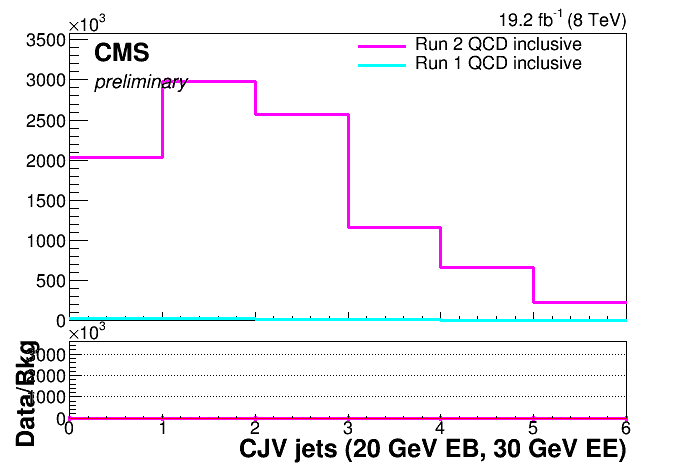 19.2 fb⁻¹ (8 TeV)
×10³
CMS
preliminary
Run 2 QCD inclusive
Run 1 QCD inclusive
3500
3000
2500
2000
1500
1000
500
0
×10³
Data/Bkg
3000
2000
1000
0
0 1 2 3 4 5 6
CJV jets (20 GeV EB, 30 GeV EE)